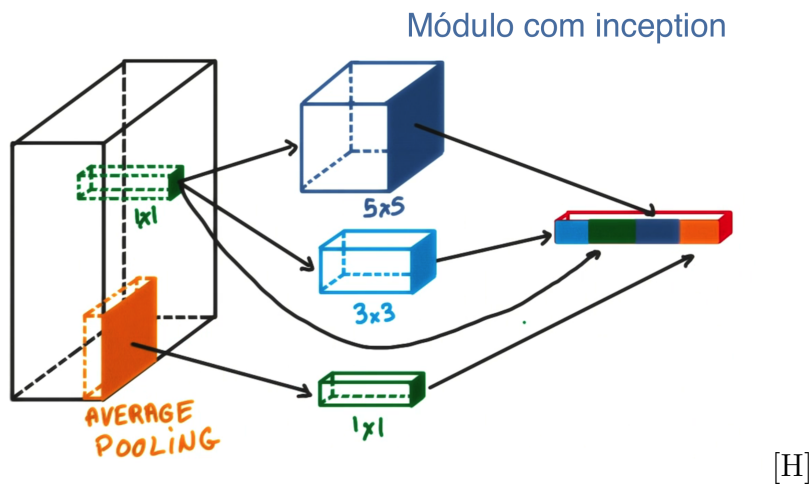 Módulo com inception
1x1
5x5
3x3
AVERAGE
POOLING
1x1
[H]